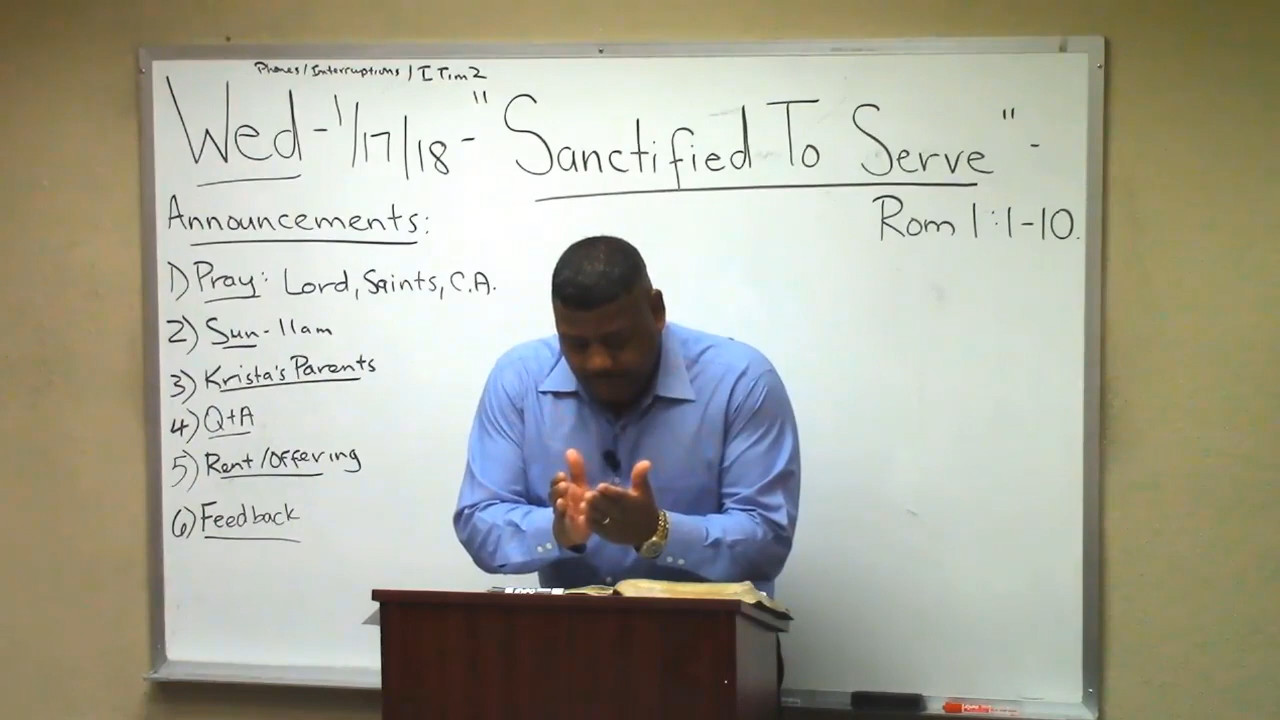 Phones/Interruptions/I Tim 2
Wed - 1/17/18 - "Sanctified To Serve" -
Rom 1:1-10.
Announcements:
1) Pray: Lord, Saints, C.A.
2) Sun - 11am
3) Krista's Parents
4) Q+A
5) Rent/Offering
6) Feedback